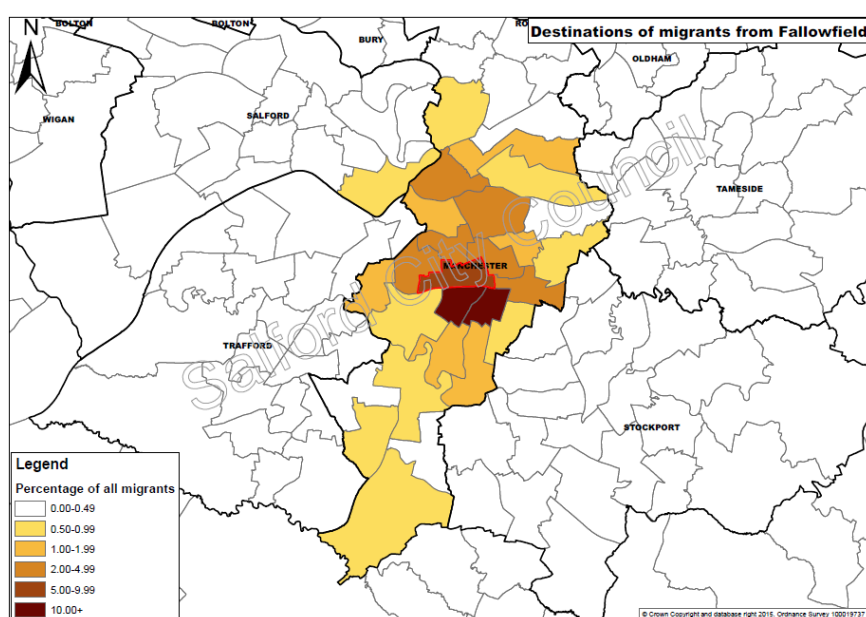 Destinations of migrants from Fallowfield
N
BOLTON
BOLTON
BURY
RO
OLDHAM
WIGAN
SALFORD
TAMESIDE
MANCHESTER
TRAFFORD
STOCKPORT
Salford City Council
Legend
Percentage of all migrants
0.00-0.49
0.50-0.99
1.00-1.99
2.00-4.99
5.00-9.99
10.00+
© Crown Copyright and database right 2015. Ordnance Survey 100019737